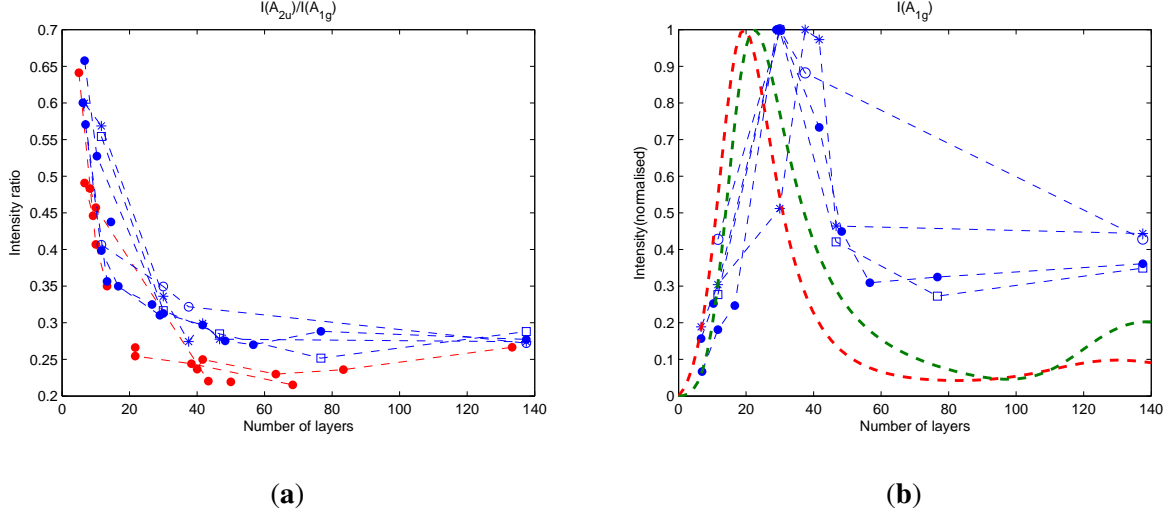 I(A2u)/I(A1g)
0.7
0.65
0.6
0.55
0.5
0.45
0.4
0.35
0.3
0.25
0.2
Intensity ratio
0 20 40 60 80 100 120 140
Number of layers
(a)
I(A1g)
1
0.9
0.8
0.7
0.6
0.5
0.4
0.3
0.2
0.1
0
Intensity(normalised)
0 20 40 60 80 100 120 140
Number of layers
(b)